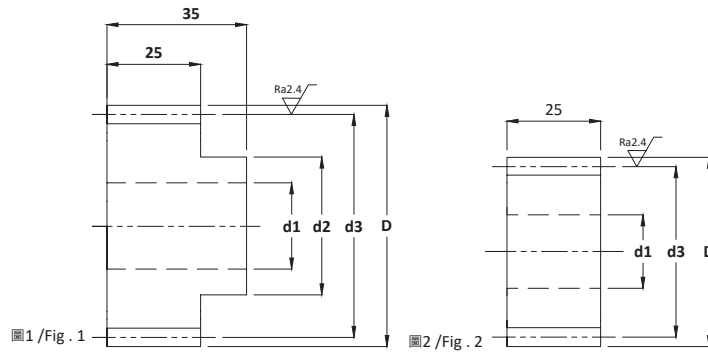 35
25
Ra2.4
d1
d2
d3
D
圖1 /Fig . 1
25
Ra2.4
d1
d3
D
圖2 /Fig . 2